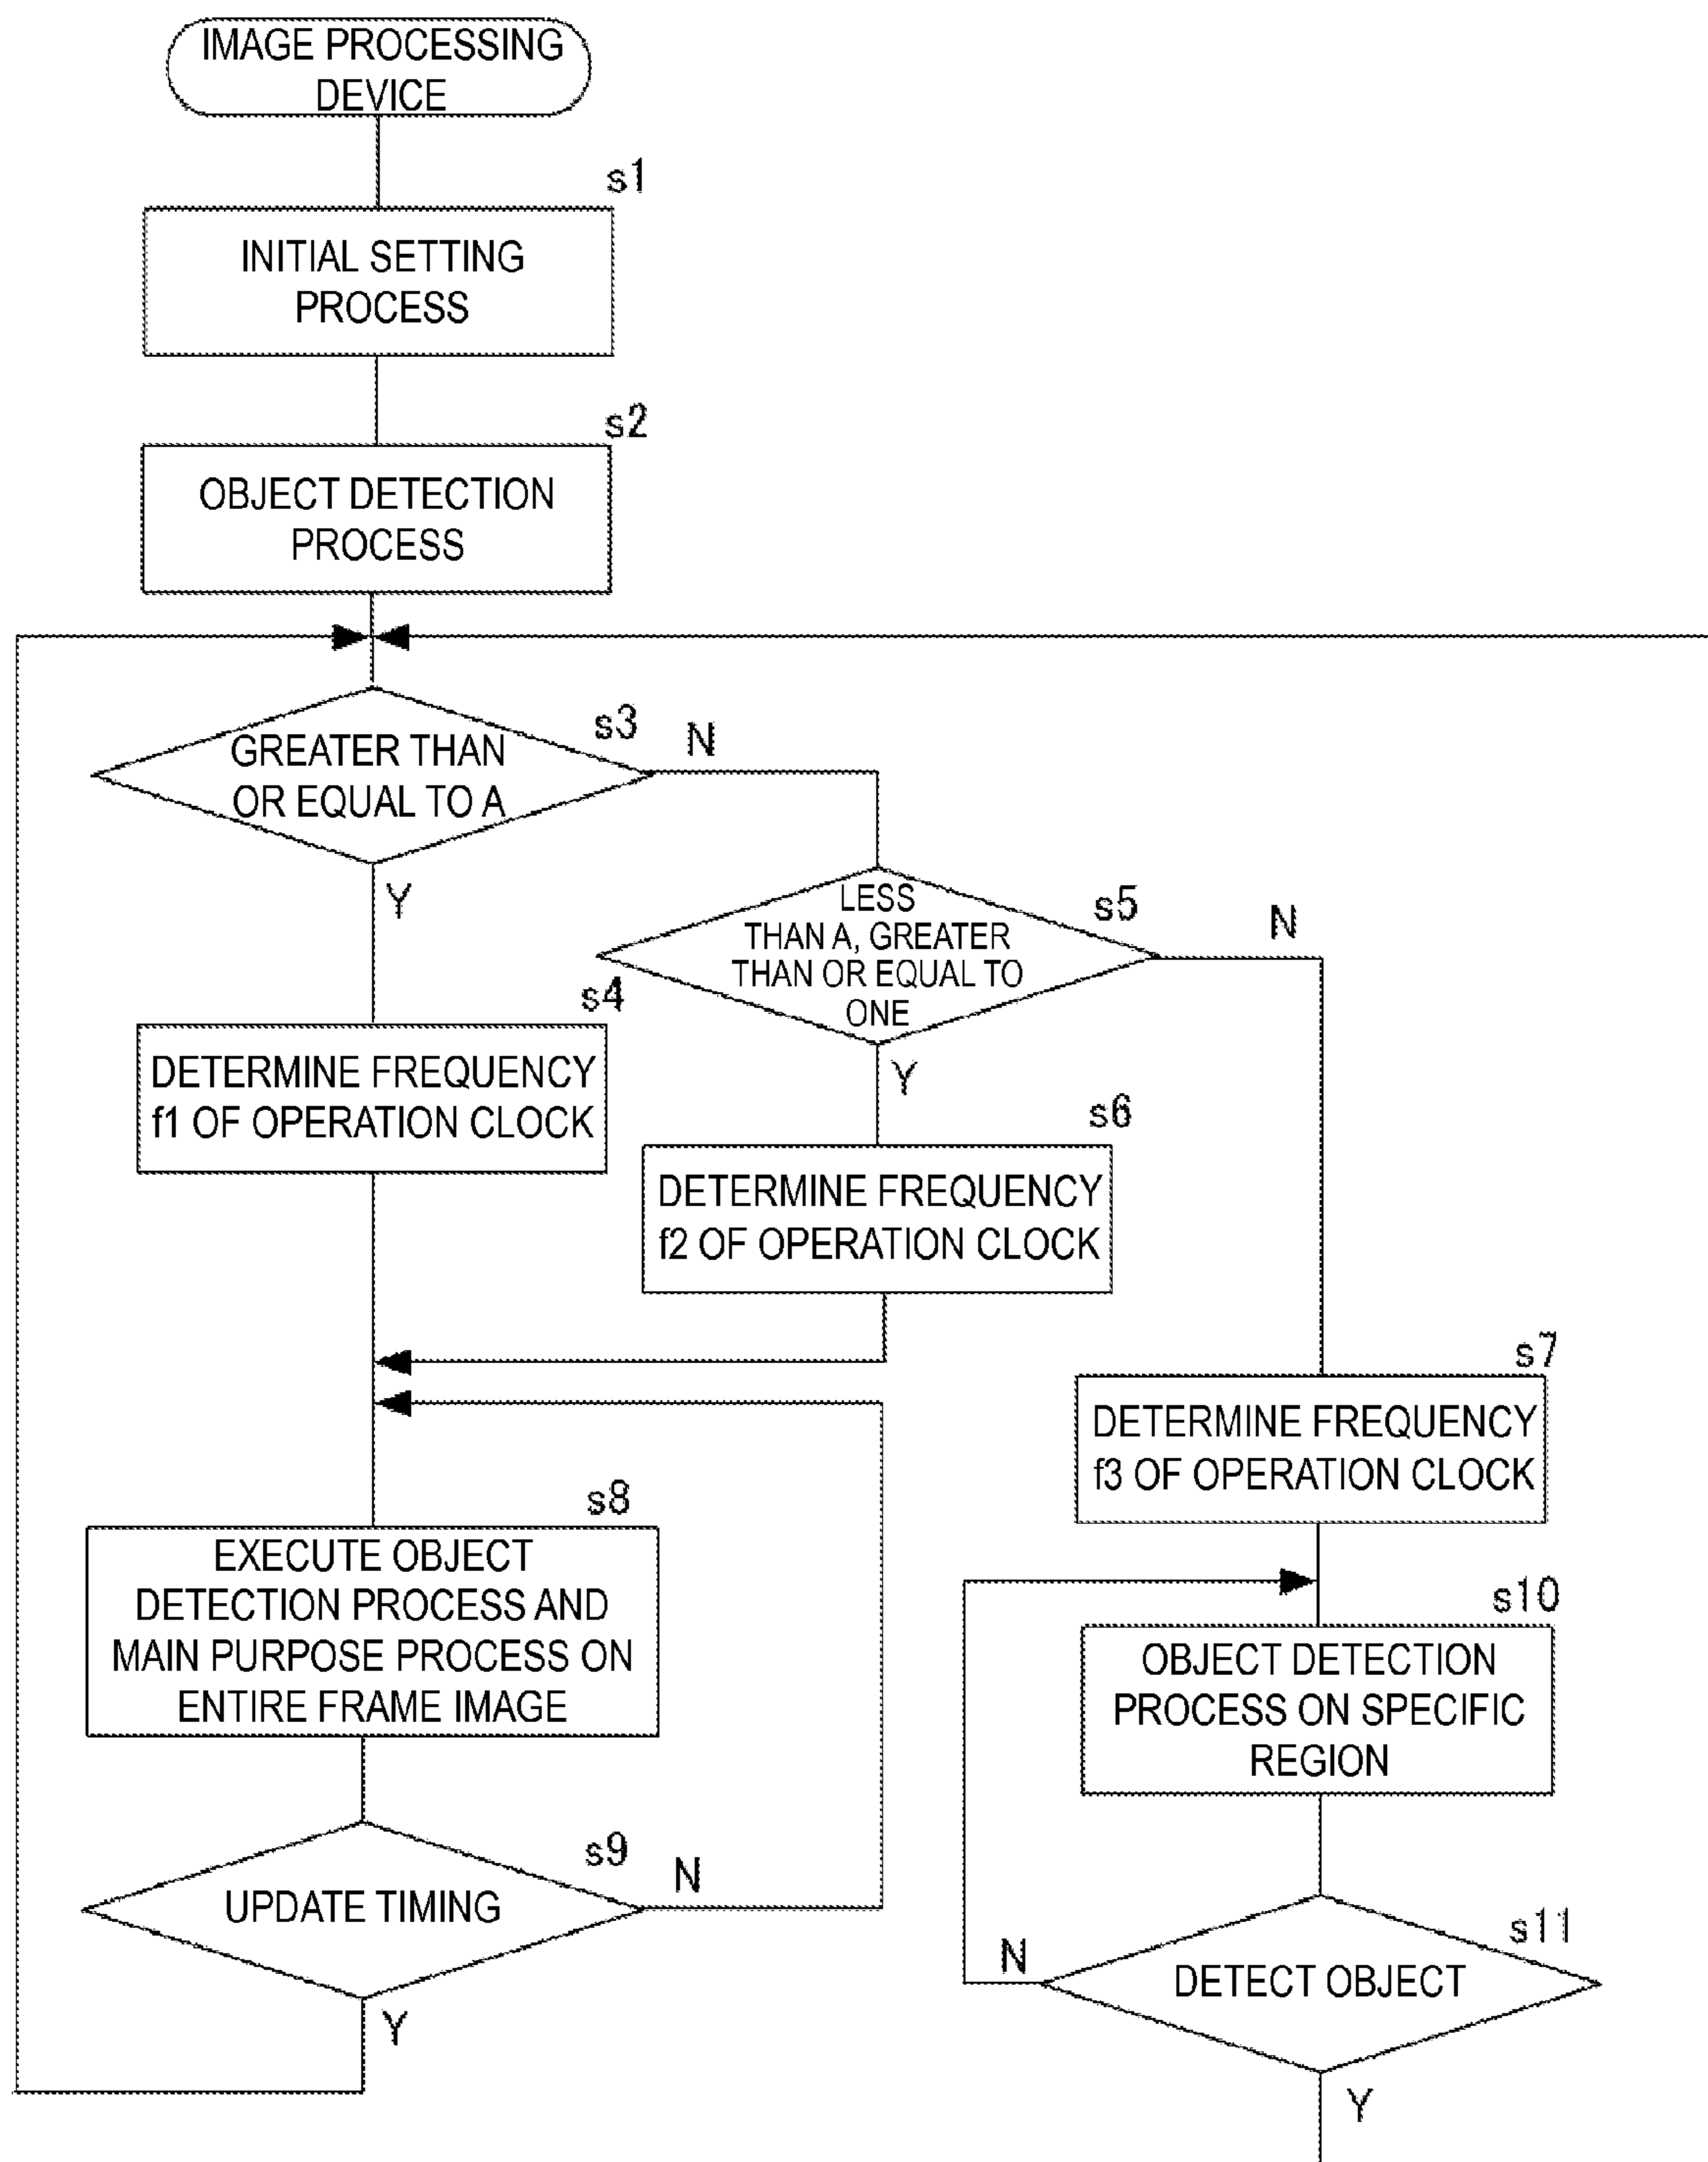 IMAGE PROCESSING
DEVICE
s1
INITIAL SETTING
PROCESS
s2
OBJECT DETECTION
PROCESS
s3
N
GREATER THAN
OR EQUAL TO A
Y
s5
N
LESS
THAN A, GREATER
THAN OR EQUAL TO
ONE
Y
s4
DETERMINE FREQUENCY
f1 OF OPERATION CLOCK
s6
DETERMINE FREQUENCY
f2 OF OPERATION CLOCK
s7
DETERMINE FREQUENCY
f3 OF OPERATION CLOCK
s8
EXECUTE OBJECT
DETECTION PROCESS AND
MAIN PURPOSE PROCESS ON
ENTIRE FRAME IMAGE
s10
OBJECT DETECTION
PROCESS ON SPECIFIC
REGION
s9
N
UPDATE TIMING
Y
s11
N
DETECT OBJECT
Y